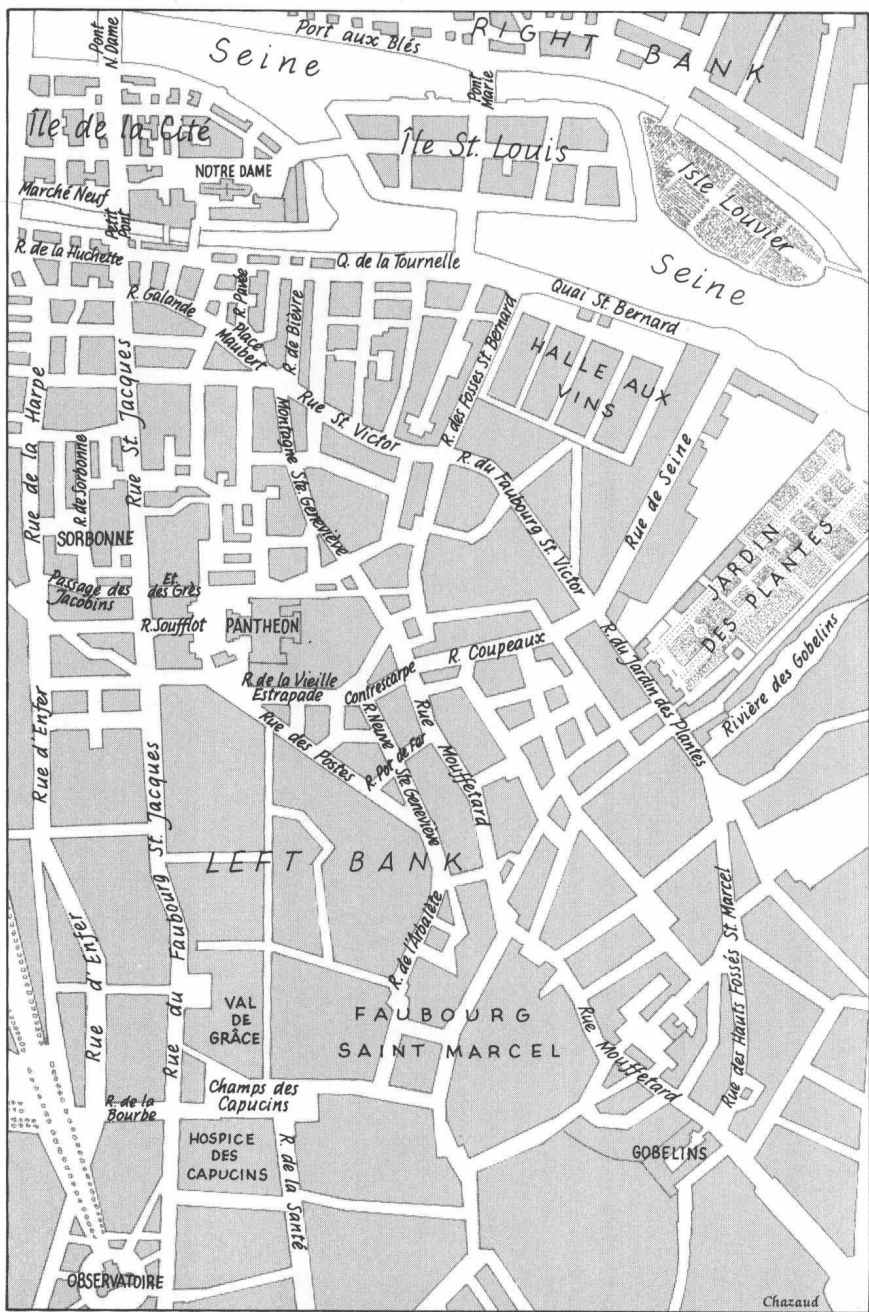 Pont
N. Dame
Port aux Blés
RIGHT BANK
Seine
Pont
Marie
Île de la Cité
Île St. Louis
NOTRE DAME
Isle Louvier
Marché Neuf
Petit
Pont
R. de la Huchette
Q. de la Tournelle
Seine
R. Galande
R. Pavée
Place
Maubert
R. de Bièvre
Quai St. Bernard
R. des Fosses St. Bernard
HALLE AUX
VINS
Rue de la Harpe
Rue St. Jacques
Rue St. Victor
Montagne Ste. Geneviève
R. de Sorbonne
R. du Faubourg St. Victor
Rue de Seine
SORBONNE
JARDIN
DES PLANTES
Passage des
Jacobins
Et.
des Grès
R. Soufflot
PANTHEON
R. Coupeaux
R. du Jardin des Plantes
Rivière des Gobelins
R. de la Vieille
Estrapade
Contrescarpe
R. Neuve
Ste. Geneviève
Rue
Mouffetard
Rue des Postes
R. Pot de Fer
Rue d'Enfer
Rue du Faubourg St. Jacques
LEFT BANK
R. de l'Arbalète
Rue des Hauts Fossés St. Marcel
Rue d'Enfer
VAL
DE
GRÂCE
FAUBOURG
SAINT MARCEL
Rue Mouffetard
Champs des
Capucins
R. de la
Bourbe
HOSPICE
DES
CAPUCINS
R. de la Santé
GOBELINS
OBSERVATOIRE
Chazaud